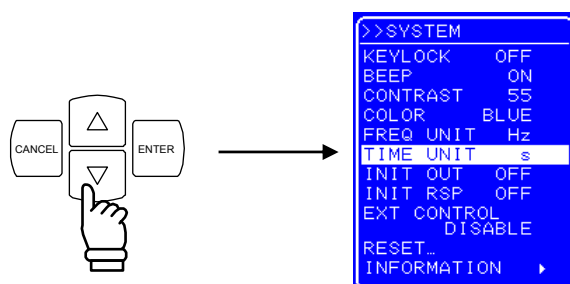 CANCEL
ENTER
>>SYSTEM
KEYLOCK OFF
BEEP ON
CONTRAST 55
COLOR BLUE
FREQ UNIT Hz
TIME UNIT s
INIT OUT OFF
INIT RSP OFF
EXT CONTROL
DISABLE
RESET…
INFORMATION